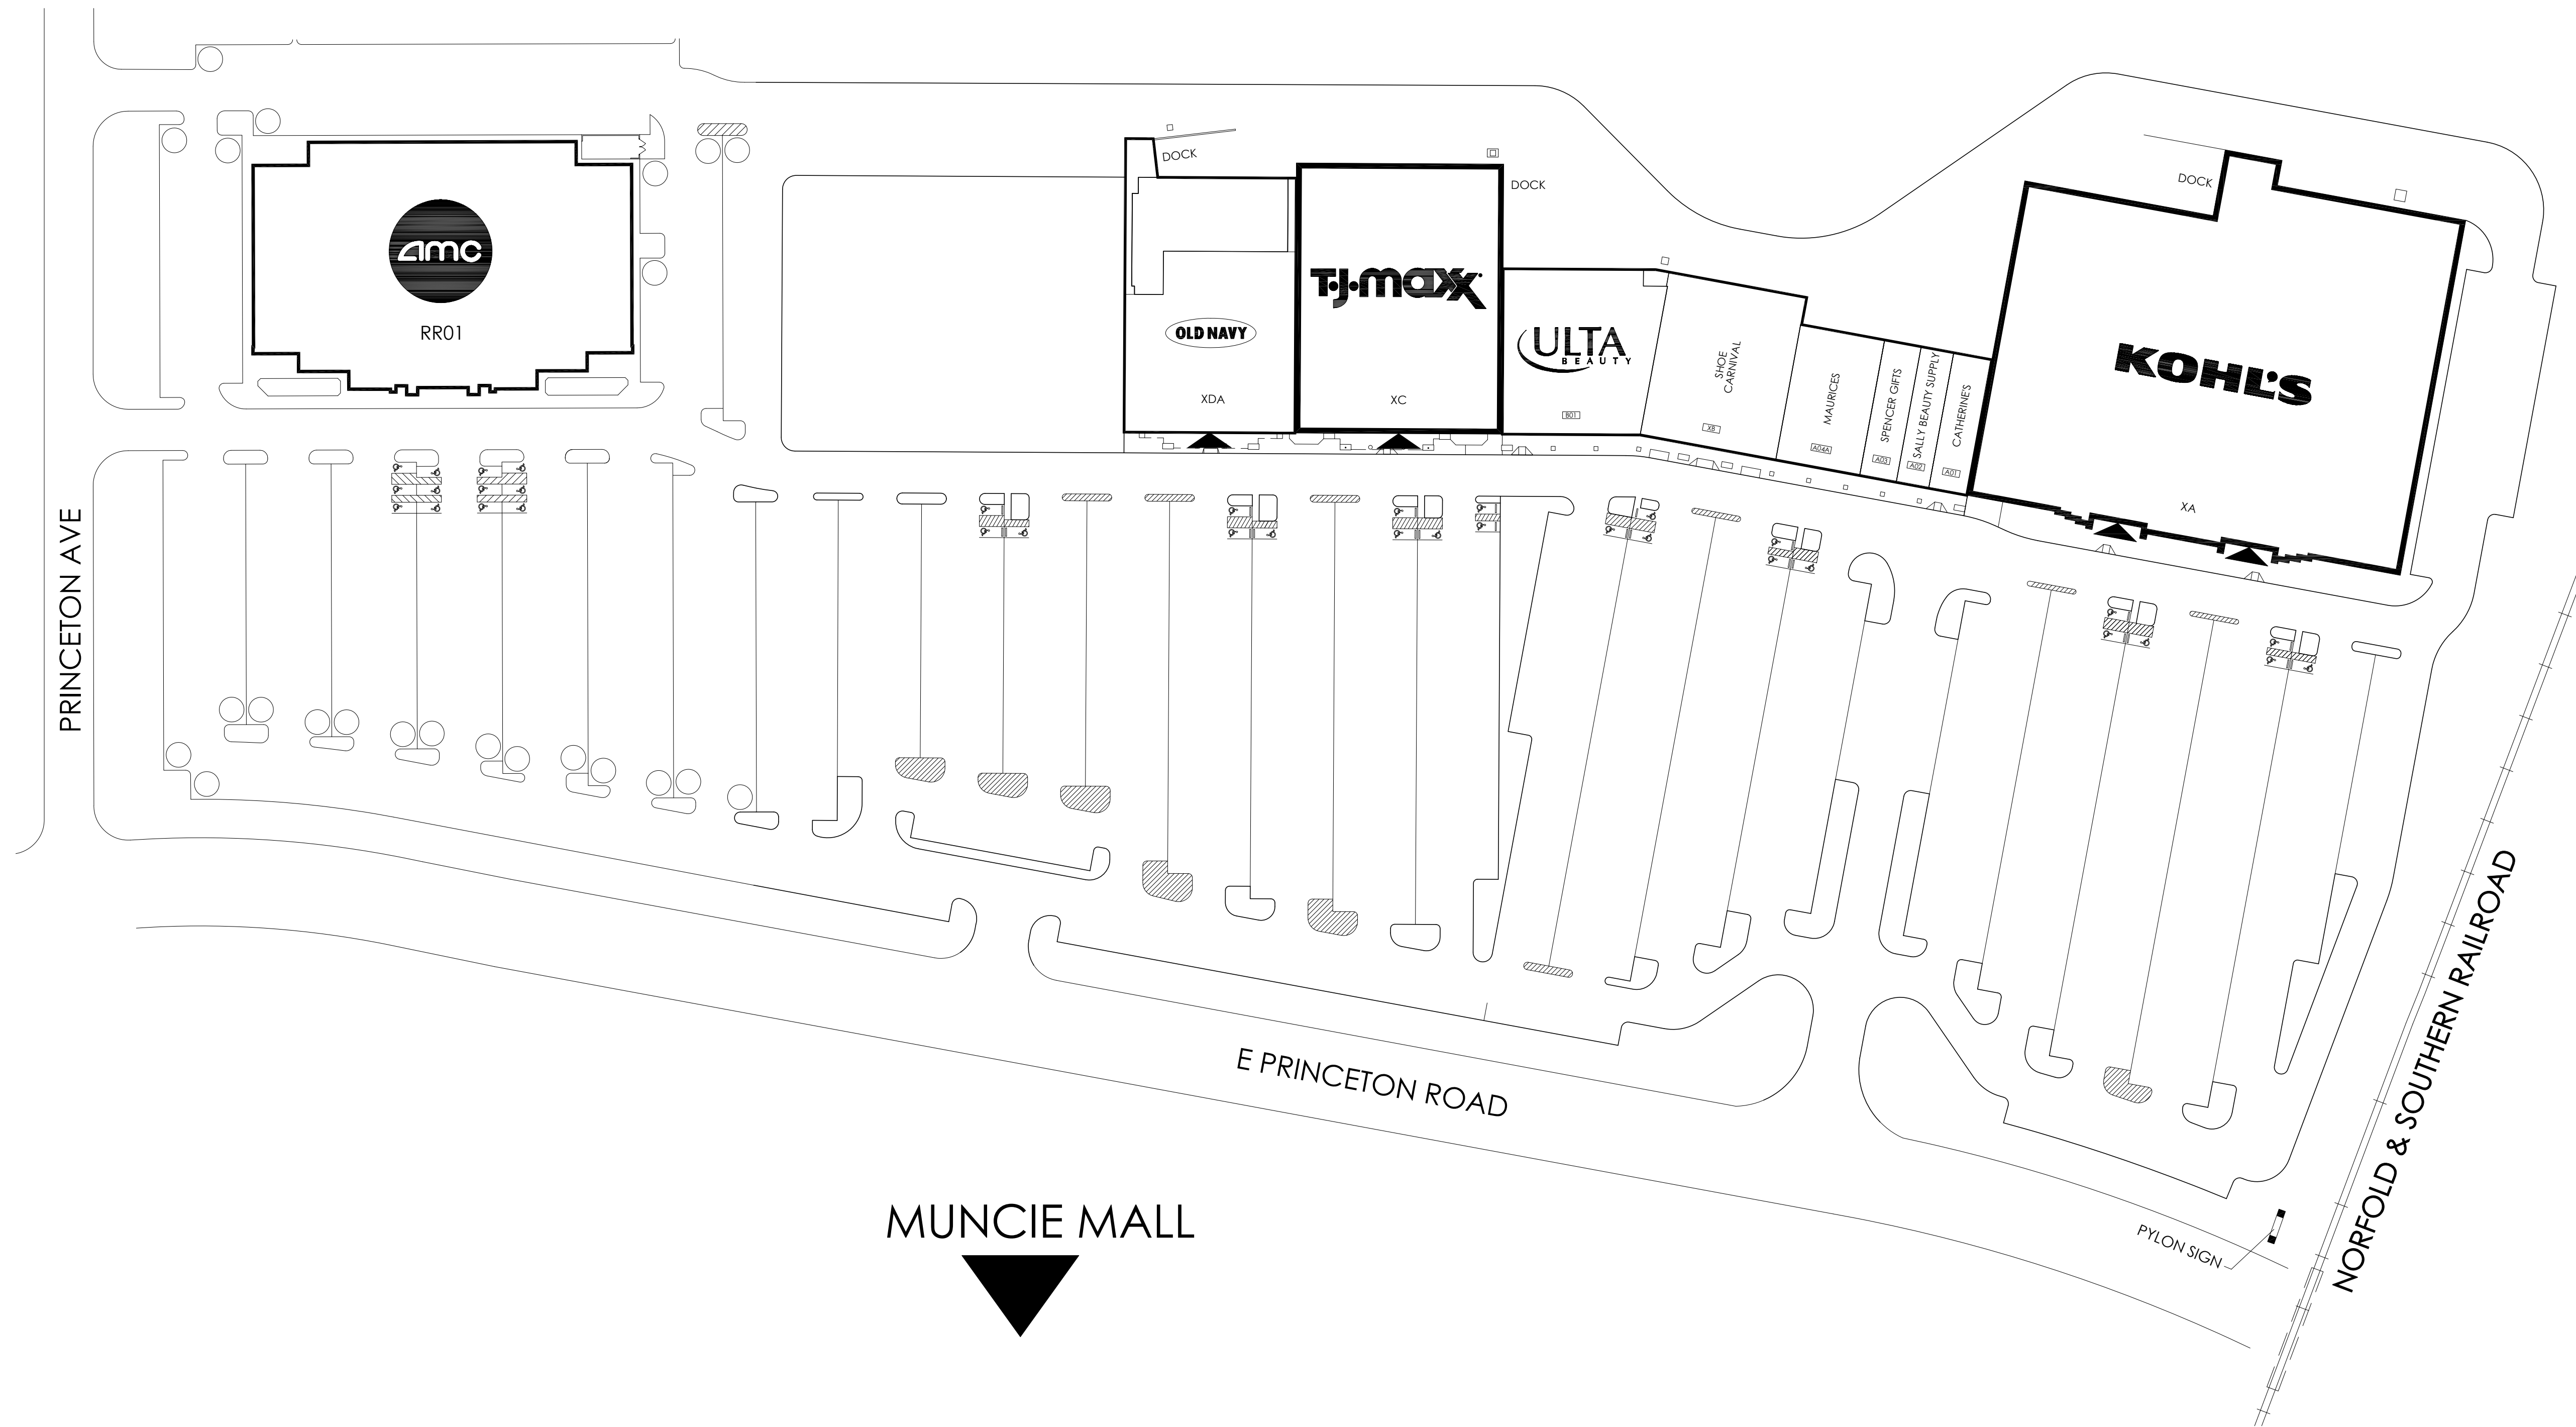 DOCK
DOCK
DOCK
amc
RR01
OLD NAVY
XDA
T·J·maxx
XC
ULTA
BEAUTY
B01
SHOE
CARNIVAL
XB
MAURICES
A04A
SPENCER GIFTS
A03
SALLY BEAUTY SUPPLY
A02
CATHERINE'S
A01
KOHL'S
XA
PRINCETON AVE
E PRINCETON ROAD
NORFOLD & SOUTHERN RAILROAD
MUNCIE MALL
PYLON SIGN